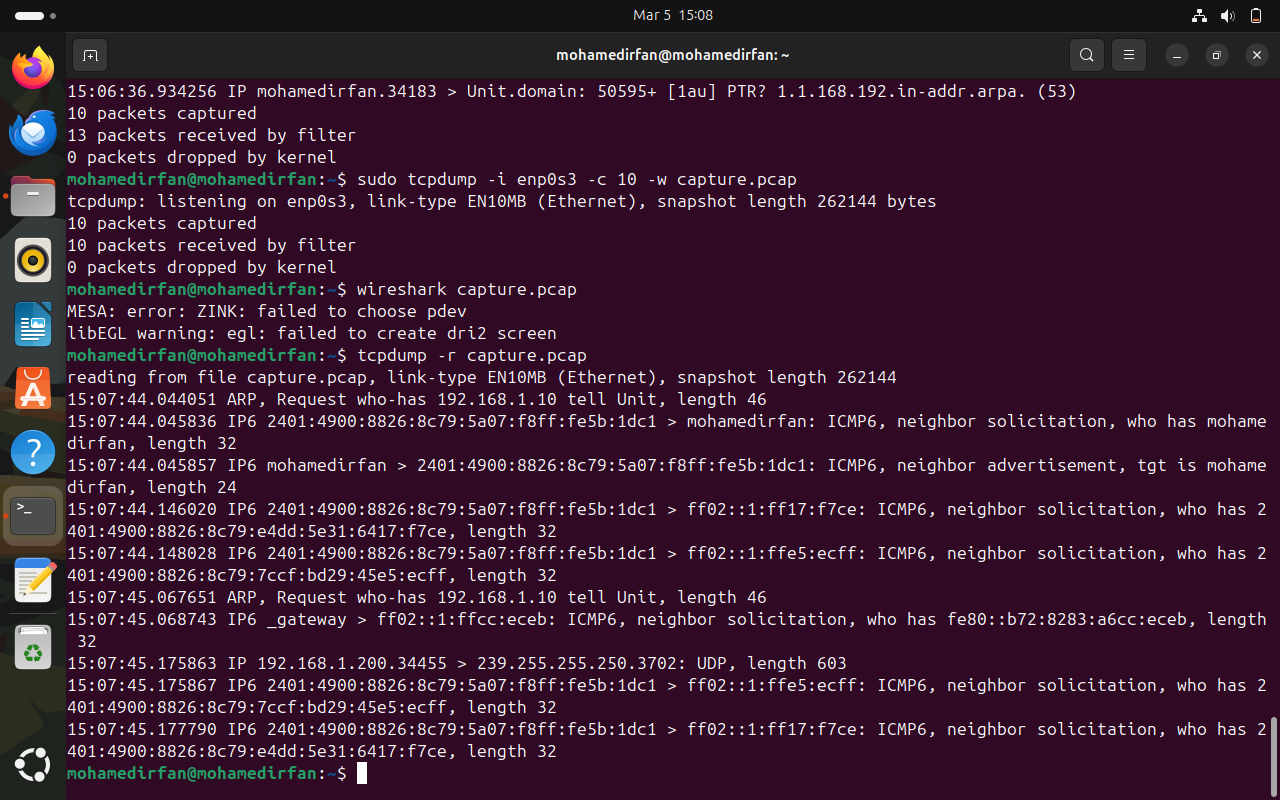 Mar 5 15:08
mohamedirfan@mohamedirfan: ~
15:06:36.934256 IP mohamedirfan.34183 > Unit.domain: 50595+ [1au] PTR? 1.1.168.192.in-addr.arpa. (53)
10 packets captured
13 packets received by filter
0 packets dropped by kernel
mohamedirfan@mohamedirfan:~$ sudo tcpdump -i enp0s3 -c 10 -w capture.pcap
tcpdump: listening on enp0s3, link-type EN10MB (Ethernet), snapshot length 262144 bytes
10 packets captured
10 packets received by filter
0 packets dropped by kernel
mohamedirfan@mohamedirfan:~$ wireshark capture.pcap
MESA: error: ZINK: failed to choose pdev
libEGL warning: egl: failed to create dri2 screen
mohamedirfan@mohamedirfan:~$ tcpdump -r capture.pcap
reading from file capture.pcap, link-type EN10MB (Ethernet), snapshot length 262144
15:07:44.044051 ARP, Request who-has 192.168.1.10 tell Unit, length 46
15:07:44.045836 IP6 2401:4900:8826:8c79:5a07:f8ff:fe5b:1dc1 > mohamedirfan: ICMP6, neighbor solicitation, who has mohame
dirfan, length 32
15:07:44.045857 IP6 mohamedirfan > 2401:4900:8826:8c79:5a07:f8ff:fe5b:1dc1: ICMP6, neighbor advertisement, tgt is mohame
dirfan, length 24
15:07:44.146020 IP6 2401:4900:8826:8c79:5a07:f8ff:fe5b:1dc1 > ff02::1:ff17:f7ce: ICMP6, neighbor solicitation, who has 2
401:4900:8826:8c79:e4dd:5e31:6417:f7ce, length 32
15:07:44.148028 IP6 2401:4900:8826:8c79:5a07:f8ff:fe5b:1dc1 > ff02::1:ffe5:ecff: ICMP6, neighbor solicitation, who has 2
401:4900:8826:8c79:7ccf:bd29:45e5:ecff, length 32
15:07:45.067651 ARP, Request who-has 192.168.1.10 tell Unit, length 46
15:07:45.068743 IP6 _gateway > ff02::1:ffcc:eceb: ICMP6, neighbor solicitation, who has fe80::b72:8283:a6cc:eceb, length
 32
15:07:45.175863 IP 192.168.1.200.34455 > 239.255.255.250.3702: UDP, length 603
15:07:45.175867 IP6 2401:4900:8826:8c79:5a07:f8ff:fe5b:1dc1 > ff02::1:ffe5:ecff: ICMP6, neighbor solicitation, who has 2
401:4900:8826:8c79:7ccf:bd29:45e5:ecff, length 32
15:07:45.177790 IP6 2401:4900:8826:8c79:5a07:f8ff:fe5b:1dc1 > ff02::1:ff17:f7ce: ICMP6, neighbor solicitation, who has 2
401:4900:8826:8c79:e4dd:5e31:6417:f7ce, length 32
mohamedirfan@mohamedirfan:~$